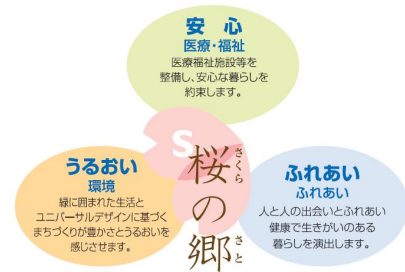 安 心
医療・福祉
医療福祉施設等を
整備し、安心な暮らしを
約束します。
うるおい
環境
緑に囲まれた生活と
ユニバーサルデザインに基づく
まちづくりが豊かさとうるおいを
感じさせます。
S
桜の郷
さくら
さと
ふれあい
ふれあい
人と人の出会いとふれあい
健康で生きがいのある
暮らしを演出します。